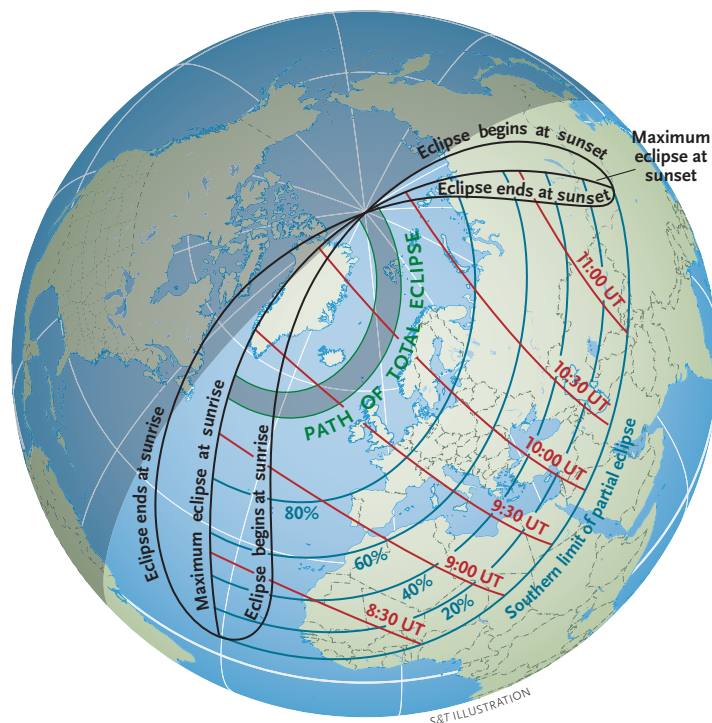 Eclipse begins at sunset
Maximum
eclipse at
sunset
Eclipse ends at sunset
11:00 UT
PATH OF TOTAL ECLIPSE
10:30 UT
10:00 UT
9:30 UT
9:00 UT
8:30 UT
Southern limit of partial eclipse
Eclipse ends at sunrise
Maximum eclipse at sunrise
Eclipse begins at sunrise
80%
60%
40%
20%
S&T ILLUSTRATION